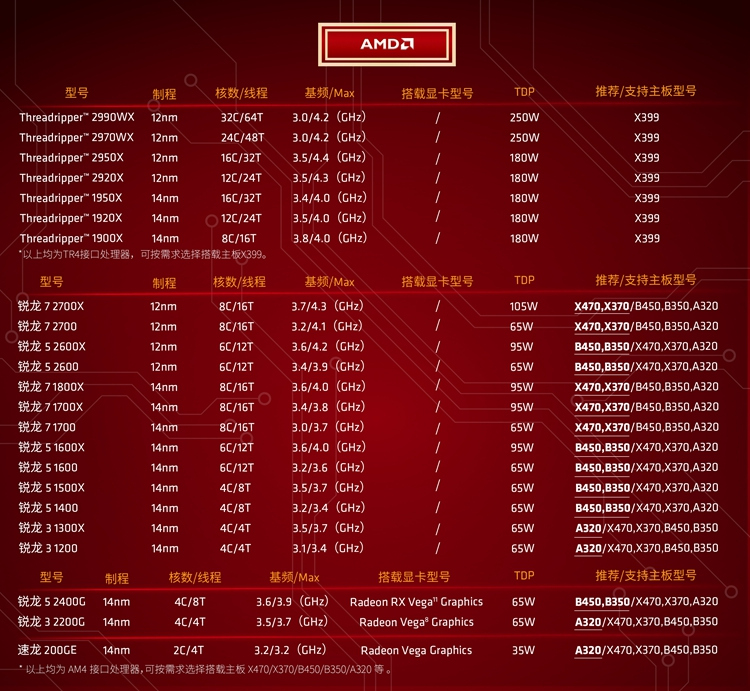 AMD
型号 制程 核数/线程 基频/Max 搭载显卡型号 TDP 推荐/支持主板型号
Threadripper™ 2990WX 12nm 32C/64T 3.0/4.2（GHz） / 250W X399
Threadripper™ 2970WX 12nm 24C/48T 3.0/4.2（GHz） / 250W X399
Threadripper™ 2950X 12nm 16C/32T 3.5/4.4（GHz） / 180W X399
Threadripper™ 2920X 12nm 12C/24T 3.5/4.3（GHz） / 180W X399
Threadripper™ 1950X 14nm 16C/32T 3.4/4.0（GHz） / 180W X399
Threadripper™ 1920X 14nm 12C/24T 3.5/4.0（GHz） / 180W X399
Threadripper™ 1900X 14nm 8C/16T 3.8/4.0（GHz） / 180W X399
*以上均为TR4接口处理器，可按需求选择搭载主板X399。
型号 制程 核数/线程 基频/Max 搭载显卡型号 TDP 推荐/支持主板型号
锐龙 7 2700X 12nm 8C/16T 3.7/4.3（GHz） / 105W X470,X370/B450,B350,A320
锐龙 7 2700 12nm 8C/16T 3.2/4.1（GHz） / 65W X470,X370/B450,B350,A320
锐龙 5 2600X 12nm 6C/12T 3.6/4.2（GHz） / 95W B450,B350/X470,X370,A320
锐龙 5 2600 12nm 6C/12T 3.4/3.9（GHz） / 65W B450,B350/X470,X370,A320
锐龙 7 1800X 14nm 8C/16T 3.6/4.0（GHz） / 95W X470,X370/B450,B350,A320
锐龙 7 1700X 14nm 8C/16T 3.4/3.8（GHz） / 95W X470,X370/B450,B350,A320
锐龙 7 1700 14nm 8C/16T 3.0/3.7（GHz） / 65W X470,X370/B450,B350,A320
锐龙 5 1600X 14nm 6C/12T 3.6/4.0（GHz） / 95W B450,B350/X470,X370,A320
锐龙 5 1600 14nm 6C/12T 3.2/3.6（GHz） / 65W B450,B350/X470,X370,A320
锐龙 5 1500X 14nm 4C/8T 3.5/3.7（GHz） / 65W B450,B350/X470,X370,A320
锐龙 5 1400 14nm 4C/8T 3.2/3.4（GHz） / 65W B450,B350/X470,X370,A320
锐龙 3 1300X 14nm 4C/4T 3.5/3.7（GHz） / 65W A320/X470,X370,B450,B350
锐龙 3 1200 14nm 4C/4T 3.1/3.4（GHz） / 65W A320/X470,X370,B450,B350
型号 制程 核数/线程 基频/Max 搭载显卡型号 TDP 推荐/支持主板型号
锐龙 5 2400G 14nm 4C/8T 3.6/3.9（GHz） Radeon RX Vega¹¹ Graphics 65W B450,B350/X470,X370,A320
锐龙 3 2200G 14nm 4C/4T 3.5/3.7（GHz） Radeon Vega⁸ Graphics 65W A320/X470,X370,B450,B350
速龙 200GE 14nm 2C/4T 3.2/3.2（GHz） Radeon Vega Graphics 35W A320/X470,X370,B450,B350
*以上均为 AM4 接口处理器,可按需求选择搭载主板 X470/X370/B450/B350/A320 等 。